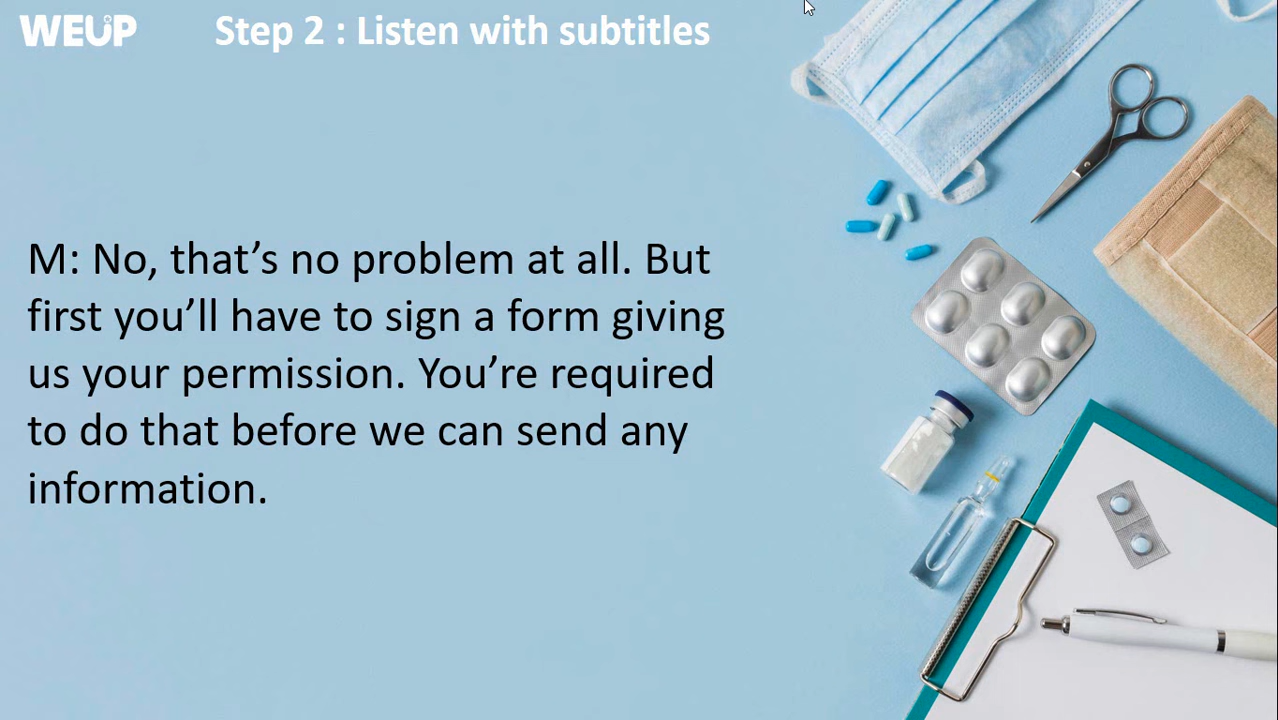 WEUP
Step 2 : Listen with subtitles
M: No, that’s no problem at all. But
first you’ll have to sign a form giving
us your permission. You’re required
to do that before we can send any
information.